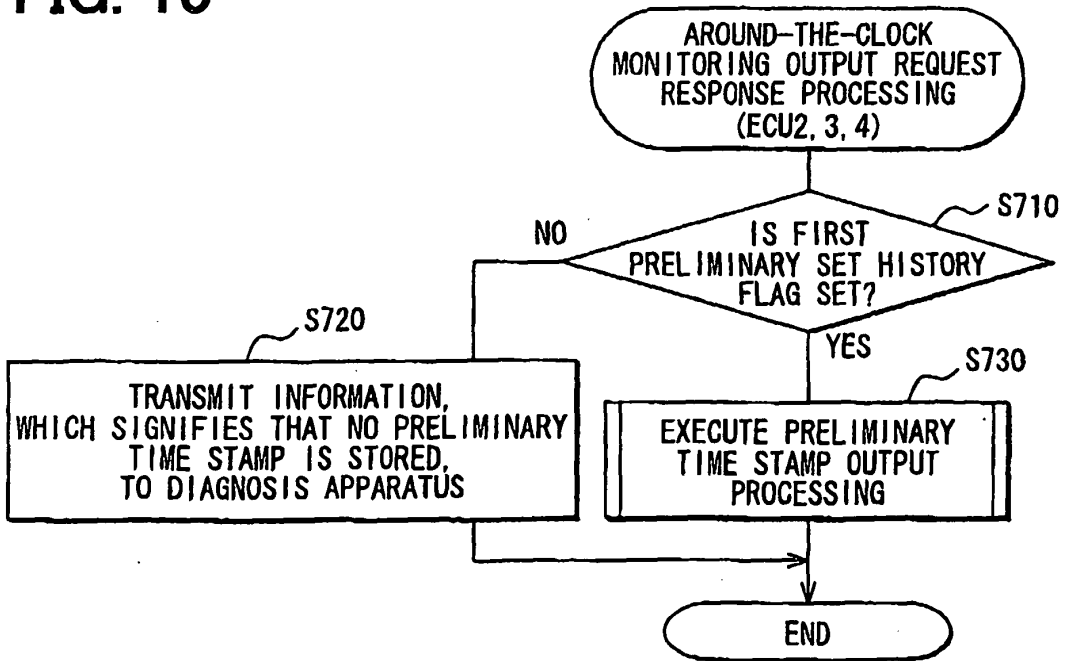 AROUND-THE-CLOCK
MONITORING OUTPUT REQUEST
RESPONSE PROCESSING
(ECU2, 3, 4)
S710
NO
IS FIRST
PRELIMINARY SET HISTORY
FLAG SET?
YES
S720
TRANSMIT INFORMATION,
WHICH SIGNIFIES THAT NO PRELIMINARY
TIME STAMP IS STORED,
TO DIAGNOSIS APPARATUS
S730
EXECUTE PRELIMINARY
TIME STAMP OUTPUT
PROCESSING
END